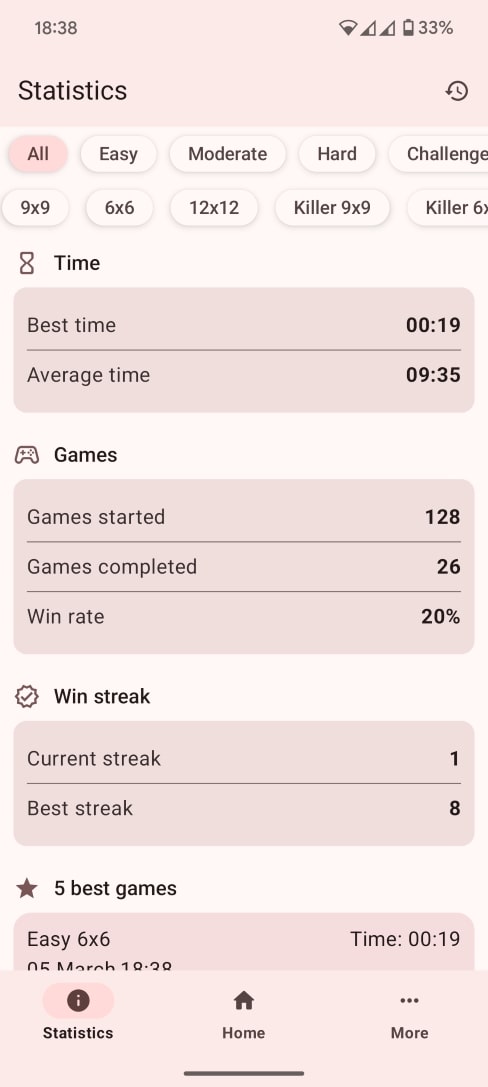 18:38 33%
Statistics
All Easy Moderate Hard Challenge
9x9 6x6 12x12 Killer 9x9 Killer 6x
Time
Best time 00:19
Average time 09:35
Games
Games started 128
Games completed 26
Win rate 20%
Win streak
Current streak 1
Best streak 8
5 best games
Easy 6x6 Time: 00:19
05 March 18:38
Statistics Home More